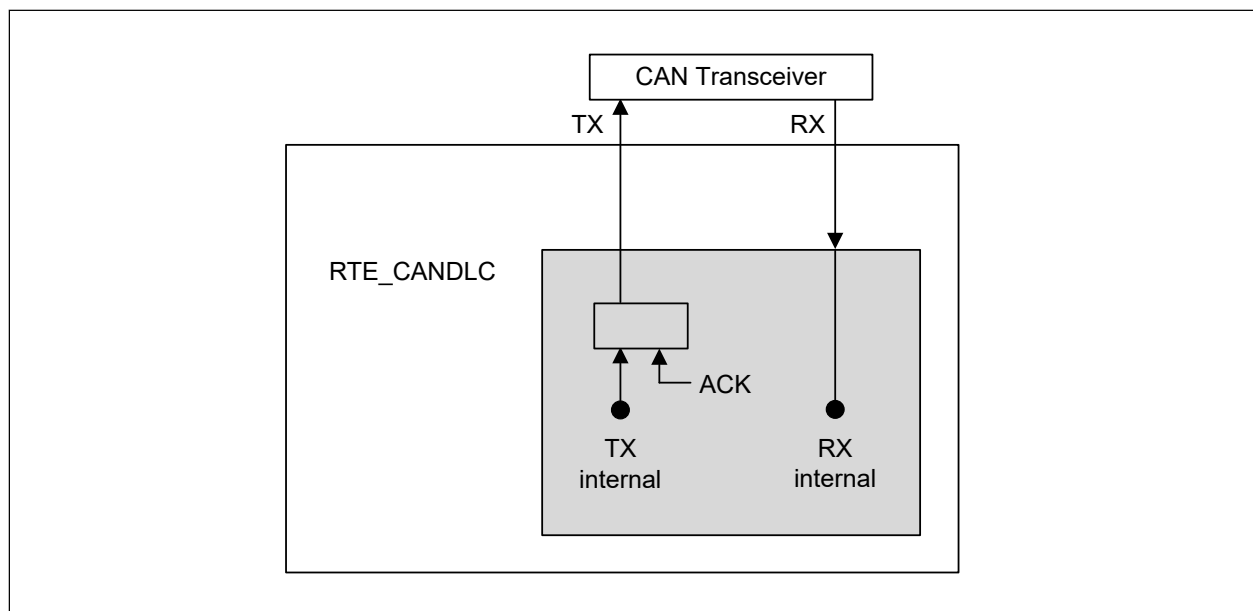 CAN Transceiver
TX
RX
RTE_CANDLC
ACK
TX
internal
RX
internal